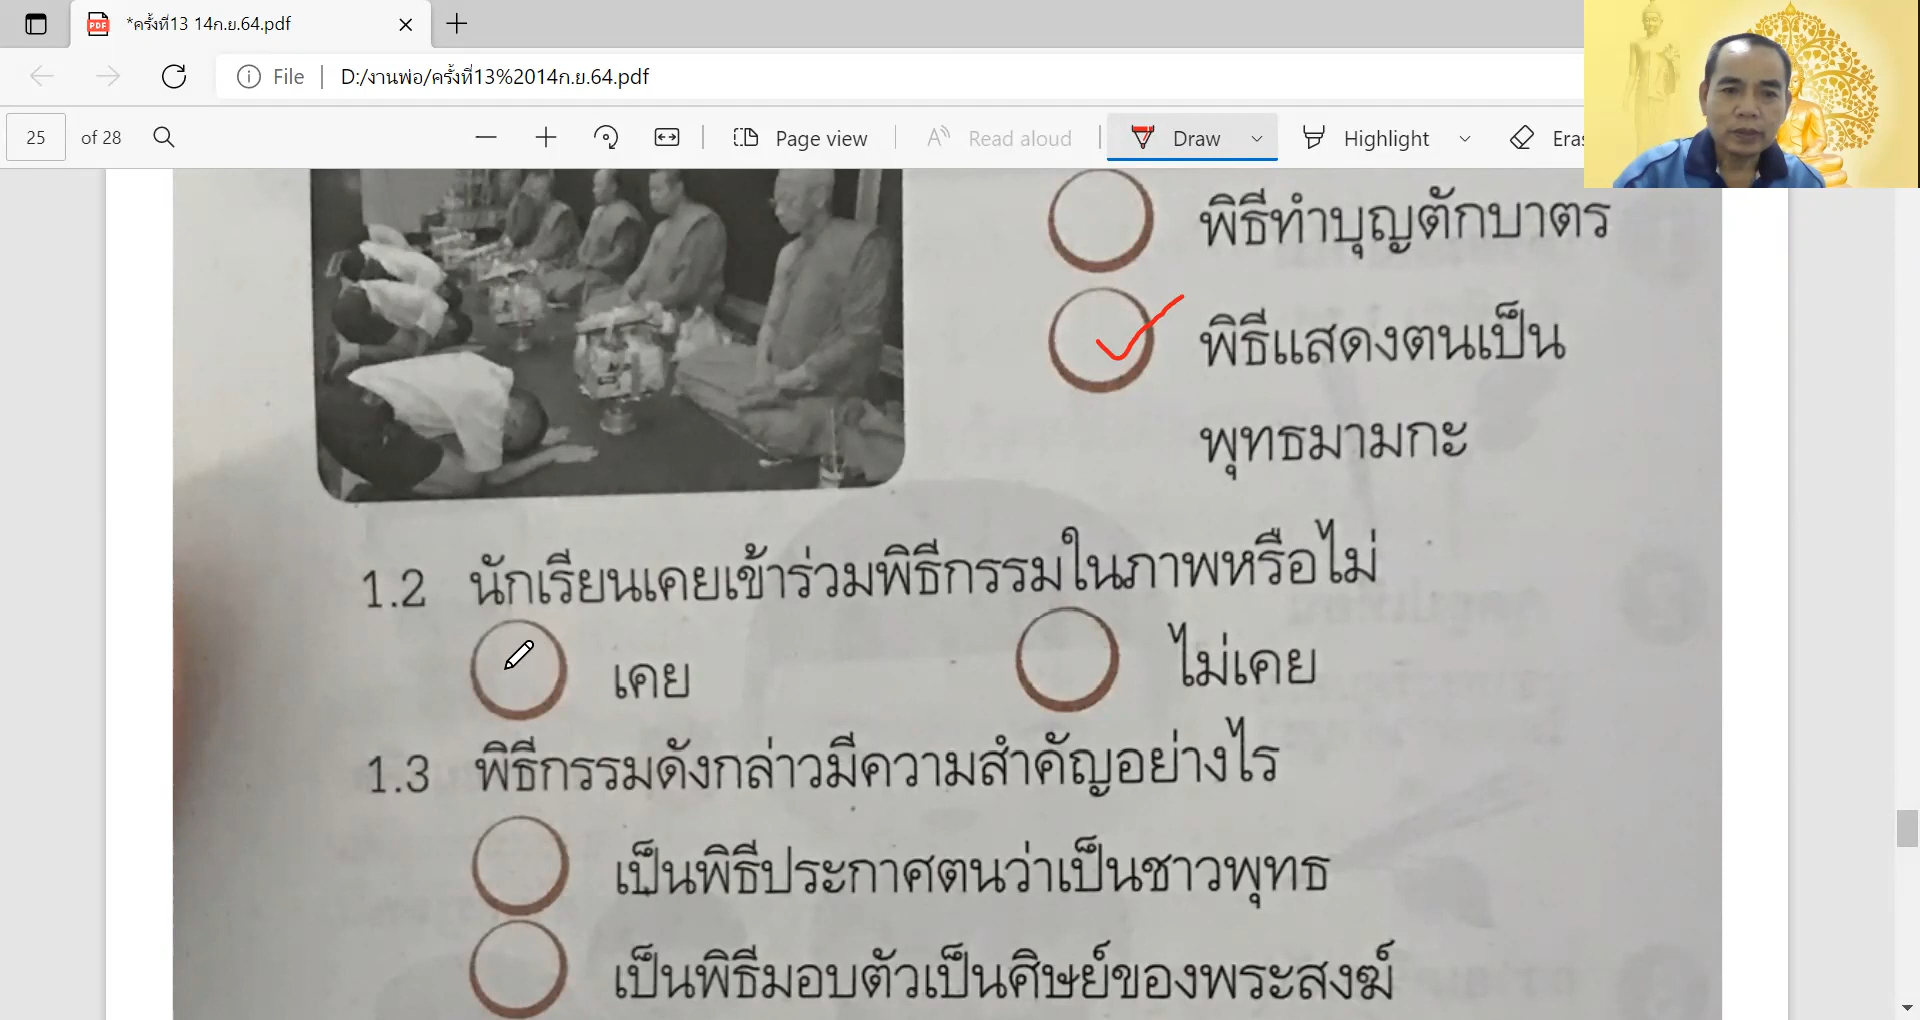 *ครั้งที่13 14ก.ย.64.pdf
File
D:/งานพ่อ/ครั้งที่13%2014ก.ย.64.pdf
25 of 28
Page view
Read aloud
Draw
Highlight
Eras
พิธีทำบุญตักบาตร
พิธีแสดงตนเป็น
พุทธมามกะ
1.2 นักเรียนเคยเข้าร่วมพิธีกรรมในภาพหรือไม่
เคย
ไม่เคย
1.3 พิธีกรรมดังกล่าวมีความสำคัญอย่างไร
เป็นพิธีประกาศตนว่าเป็นชาวพุทธ
เป็นพิธีมอบตัวเป็นศิษย์ของพระสงฆ์